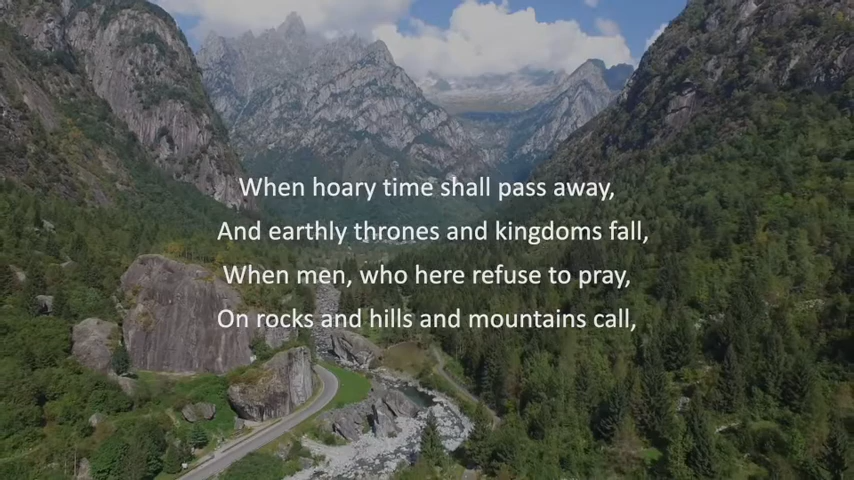 When hoary time shall pass away,
And earthly thrones and kingdoms fall,
When men, who here refuse to pray,
On rocks and hills and mountains call,